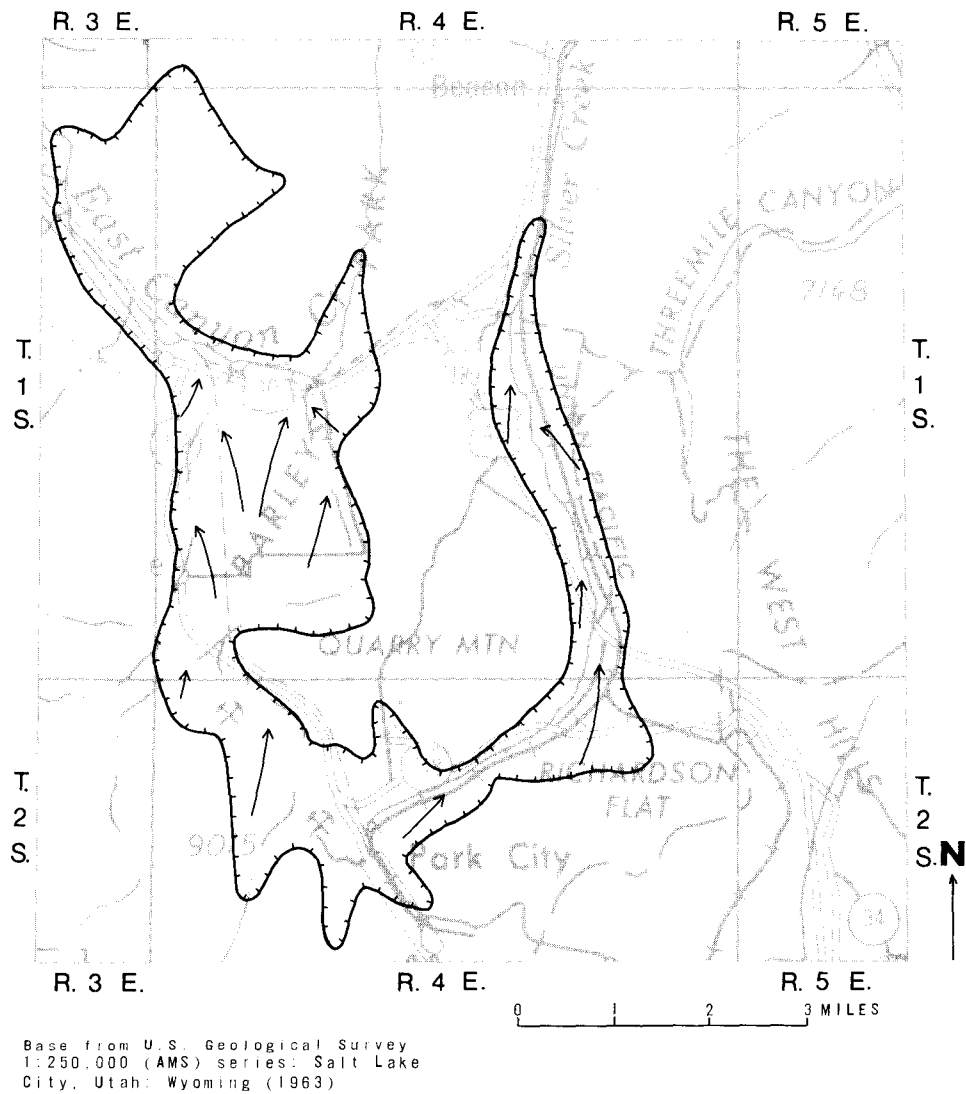 R. 3 E.
R. 4 E.
R. 5 E.
Beacon
Silver Creek
PARK
THREEMILE CANYON
7148
East Canyon Cr
T.
1
S.
T.
1
S.
PARLEYS
PACIFIC
THE
WEST
HILLS
QUARRY MTN
RICHARDSON
FLAT
T.
2
S.
T.
2
S.
N
Park City
R. 3 E.
R. 4 E.
R. 5 E.
0 1 2 3 MILES
Base from U.S. Geological Survey
1:250,000 (AMS) series: Salt Lake
City, Utah: Wyoming (1963)